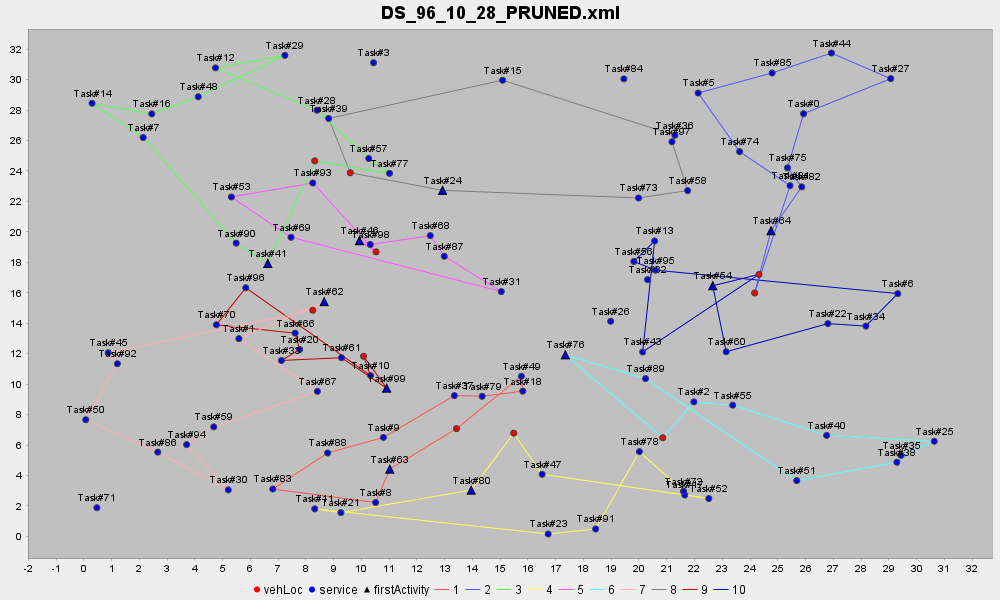 DS_96_10_28_PRUNED.xml
Task#44
Task#29
Task#3
Task#12
Task#85
Task#84
Task#27
Task#15
Task#5
Task#48
Task#14
Task#16
Task#28
Task#39
Task#0
Task#7
Task#36
Task#97
Task#74
Task#57
Task#75
Task#77
Task#93
Task#24
Task#82
Task#58
Task#53
Task#73
Task#64
Task#68
Task#69
Task#98
Task#13
Task#90
Task#87
Task#41
Task#56
Task#95
Task#54
Task#96
Task#31
Task#6
Task#62
Task#70
Task#66
Task#26
Task#22
Task#34
Task#1
Task#20
Task#45
Task#92
Task#33
Task#61
Task#76
Task#43
Task#60
Task#10
Task#49
Task#89
Task#99
Task#67
Task#37
Task#79
Task#18
Task#2
Task#55
Task#50
Task#59
Task#9
Task#40
Task#25
Task#94
Task#86
Task#88
Task#78
Task#35
Task#38
Task#63
Task#47
Task#51
Task#30
Task#83
Task#80
Task#52
Task#8
Task#71
Task#11
Task#21
Task#23
Task#91
32
30
28
26
24
22
20
18
16
14
12
10
8
6
4
2
0
-2 -1 0 1 2 3 4 5 6 7 8 9 10 11 12 13 14 15 16 17 18 19 20 21 22 23 24 25 26 27 28 29 30 31 32
vehLoc service firstActivity 1 2 3 4 5 6 7 8 9 10